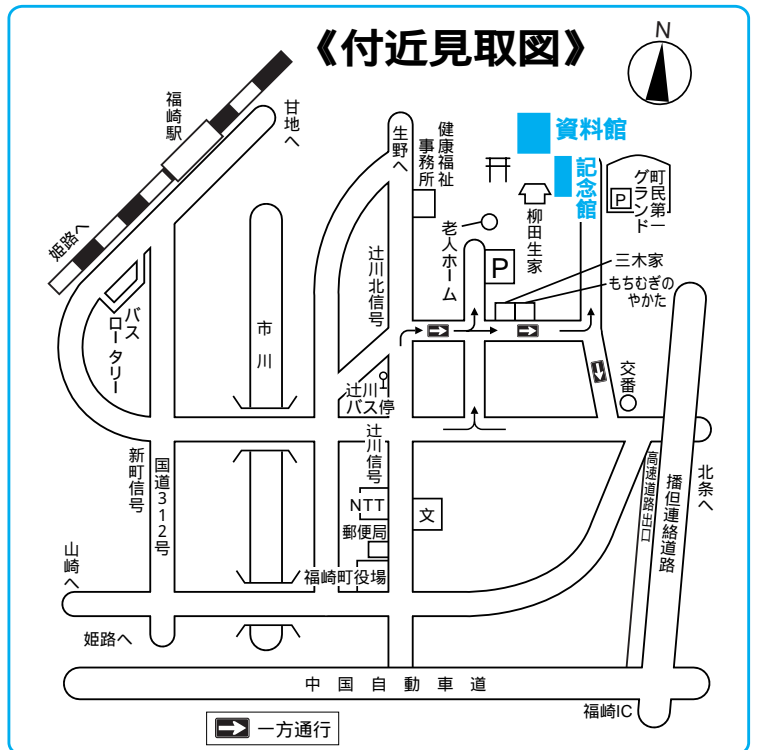 《付近見取図》
N
福崎駅
甘地へ
生野へ
健康福祉
事務所
資料館
記念館
町民第一
グランド
P
柳田生家
老人ホーム
P
三木家
もちむぎの
やかた
姫路へ
バス
ロータリー
市川
辻川北信号
辻川
バス停
交番
辻川信号
新町信号
国道312号
NTT
郵便局
文
福崎町役場
高速道路出口
播但連絡道路
北条へ
山崎へ
姫路へ
中国自動車道
福崎IC
一方通行